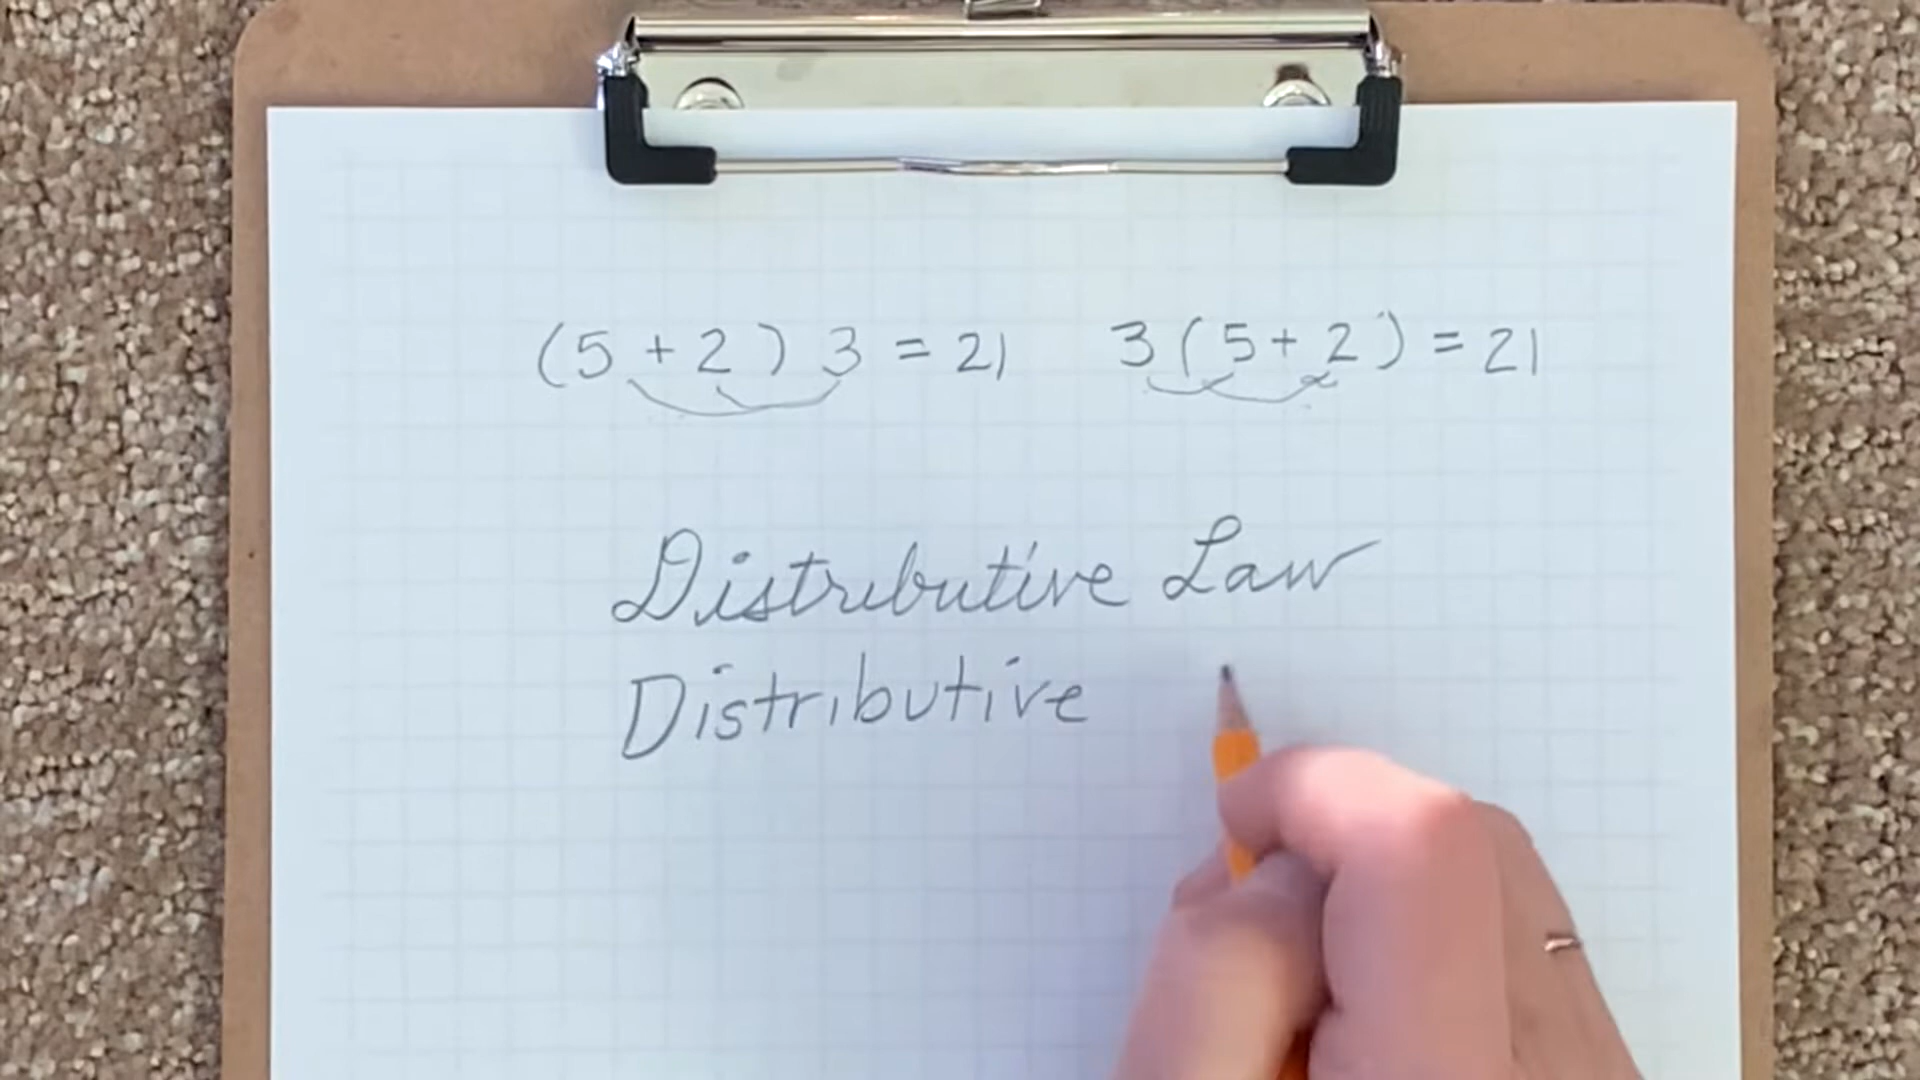 (5 + 2) 3 = 21 3(5+2) = 21
Distributive Law
Distributive